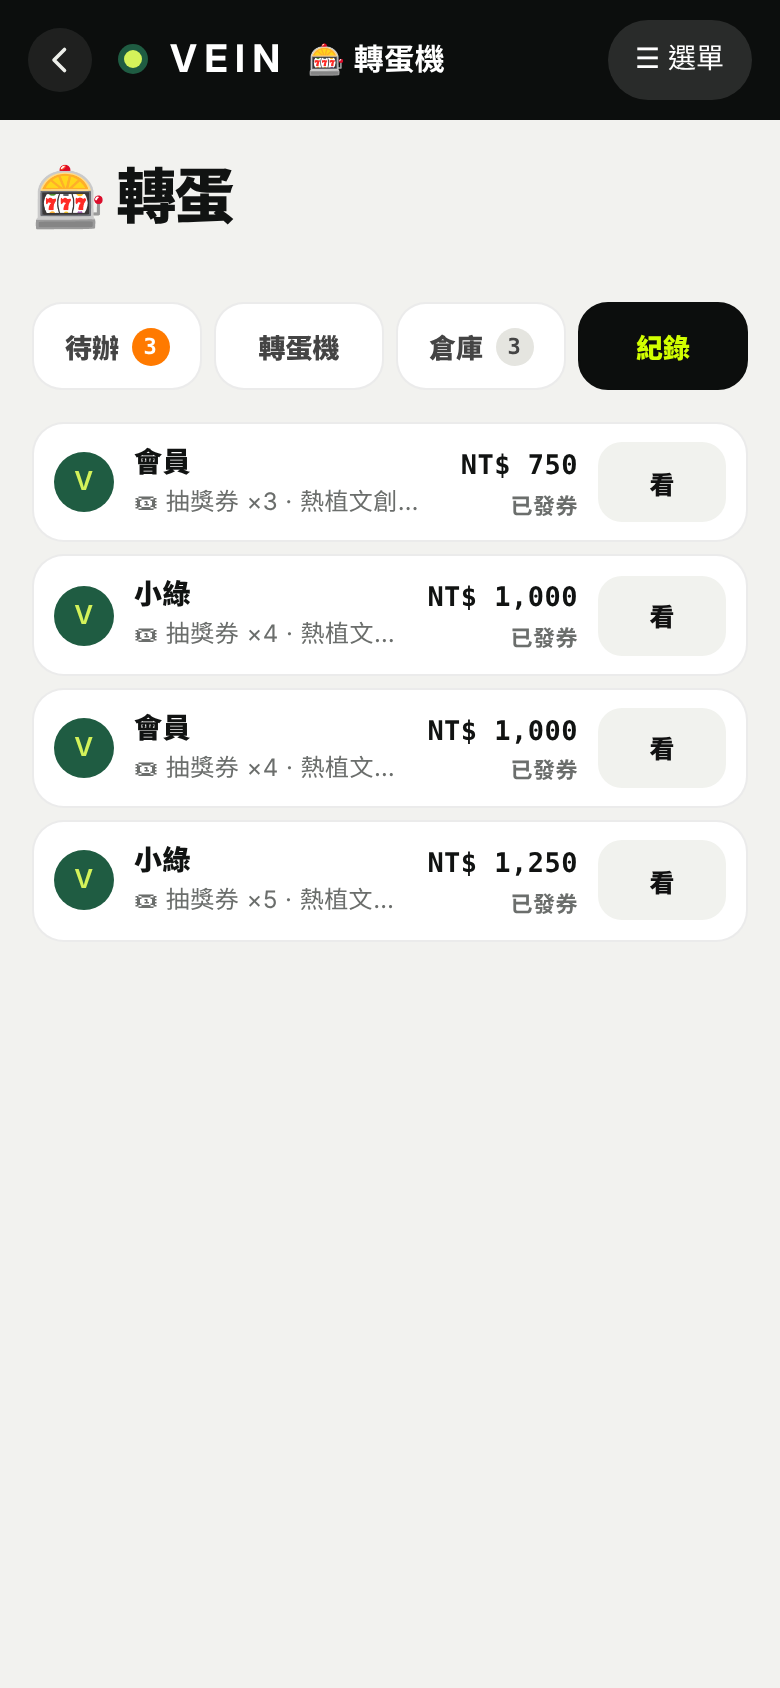 VEIN 🎰 轉蛋機 ☰ 選單
🎰 轉蛋
待辦 3 轉蛋機 倉庫 3 紀錄
V 會員 NT$ 750 看
🎟 抽獎券 ×3 · 熱植文創... 已發券
V 小綠 NT$ 1,000 看
🎟 抽獎券 ×4 · 熱植文... 已發券
V 會員 NT$ 1,000 看
🎟 抽獎券 ×4 · 熱植文... 已發券
V 小綠 NT$ 1,250 看
🎟 抽獎券 ×5 · 熱植文... 已發券